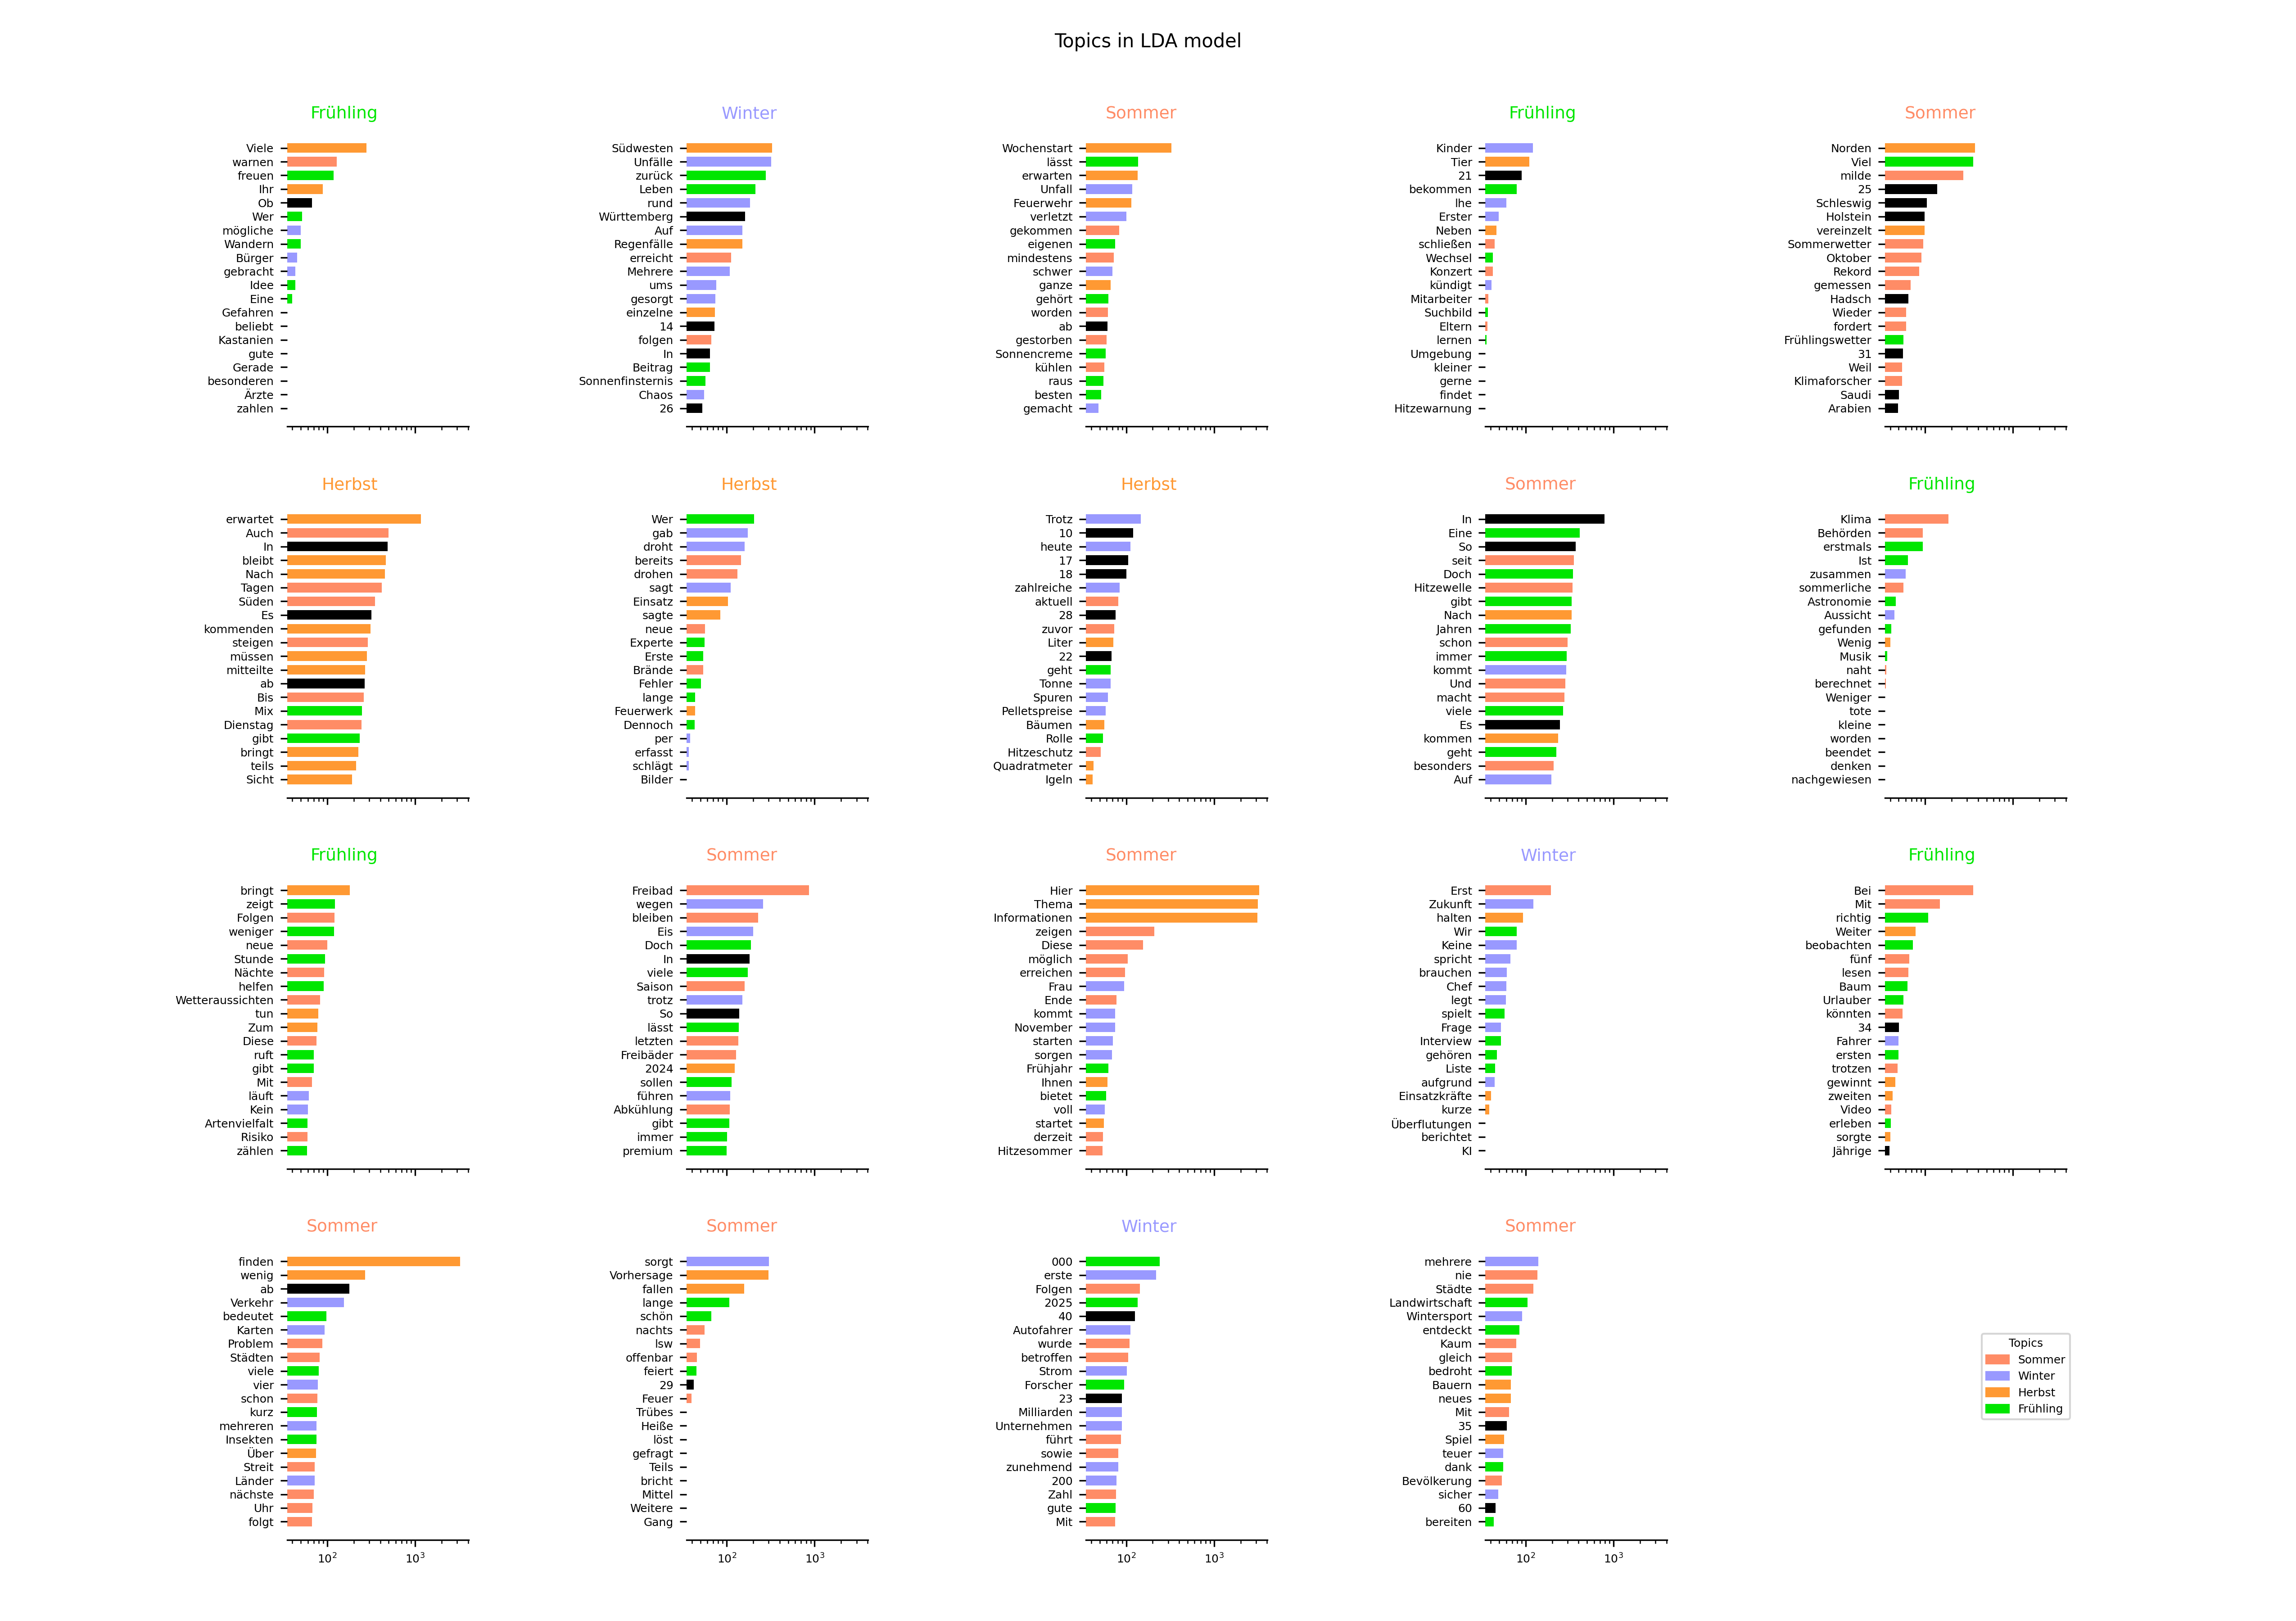 Topics in LDA model
Frühling
Viele
warnen
freuen
Ihr
Ob
Wer
mögliche
Wandern
Bürger
gebracht
Idee
Eine
Gefahren
beliebt
Kastanien
gute
Gerade
besonderen
Ärzte
zahlen
Winter
Südwesten
Unfälle
zurück
Leben
rund
Württemberg
Auf
Regenfälle
erreicht
Mehrere
ums
gesorgt
einzelne
14
folgen
In
Beitrag
Sonnenfinsternis
Chaos
26
Sommer
Wochenstart
lässt
erwarten
Unfall
Feuerwehr
verletzt
gekommen
eigenen
mindestens
schwer
ganze
gehört
worden
ab
gestorben
Sonnencreme
kühlen
raus
besten
gemacht
Frühling
Kinder
Tier
21
bekommen
Ihe
Erster
Neben
schließen
Wechsel
Konzert
kündigt
Mitarbeiter
Suchbild
Eltern
lernen
Umgebung
kleiner
gerne
findet
Hitzewarnung
Sommer
Norden
Viel
milde
25
Schleswig
Holstein
vereinzelt
Sommerwetter
Oktober
Rekord
gemessen
Hadsch
Wieder
fordert
Frühlingswetter
31
Weil
Klimaforscher
Saudi
Arabien
Herbst
erwartet
Auch
In
bleibt
Nach
Tagen
Süden
Es
kommenden
steigen
müssen
mitteilte
ab
Bis
Mix
Dienstag
gibt
bringt
teils
Sicht
Herbst
Wer
gab
droht
bereits
drohen
sagt
Einsatz
sagte
neue
Experte
Erste
Brände
Fehler
lange
Feuerwerk
Dennoch
per
erfasst
schlägt
Bilder
Herbst
Trotz
10
heute
17
18
zahlreiche
aktuell
28
zuvor
Liter
22
geht
Tonne
Spuren
Pelletspreise
Bäumen
Rolle
Hitzeschutz
Quadratmeter
Igeln
Sommer
In
Eine
So
seit
Doch
Hitzewelle
gibt
Nach
Jahren
schon
immer
kommt
Und
macht
viele
Es
kommen
geht
besonders
Auf
Frühling
Klima
Behörden
erstmals
Ist
zusammen
sommerliche
Astronomie
Aussicht
gefunden
Wenig
Musik
naht
berechnet
Weniger
tote
kleine
worden
beendet
denken
nachgewiesen
Frühling
bringt
zeigt
Folgen
weniger
neue
Stunde
Nächte
helfen
Wetteraussichten
tun
Zum
Diese
ruft
gibt
Mit
läuft
Kein
Artenvielfalt
Risiko
zählen
Sommer
Freibad
wegen
bleiben
Eis
Doch
In
viele
Saison
trotz
So
lässt
letzten
Freibäder
2024
sollen
führen
Abkühlung
gibt
immer
premium
Sommer
Hier
Thema
Informationen
zeigen
Diese
möglich
erreichen
Frau
Ende
kommt
November
starten
sorgen
Frühjahr
Ihnen
bietet
voll
startet
derzeit
Hitzesommer
Winter
Erst
Zukunft
halten
Wir
Keine
spricht
brauchen
Chef
legt
spielt
Frage
Interview
gehören
Liste
aufgrund
Einsatzkräfte
kurze
Überflutungen
berichtet
KI
Frühling
Bei
Mit
richtig
Weiter
beobachten
fünf
lesen
Baum
Urlauber
könnten
34
Fahrer
ersten
trotzen
gewinnt
zweiten
Video
erleben
sorgte
Jährige
Sommer
finden
wenig
ab
Verkehr
bedeutet
Karten
Problem
Städten
viele
vier
schon
kurz
mehreren
Insekten
Über
Streit
Länder
nächste
Uhr
folgt
10² 10³
Sommer
sorgt
Vorhersage
fallen
lange
schön
nachts
lsw
offenbar
feiert
29
Feuer
Trübes
Heiße
löst
gefragt
Teils
bricht
Mittel
Weitere
Gang
10² 10³
Winter
000
erste
Folgen
2025
40
Autofahrer
wurde
betroffen
Strom
Forscher
23
Milliarden
Unternehmen
führt
sowie
zunehmend
200
Zahl
gute
Mit
10² 10³
Sommer
mehrere
nie
Städte
Landwirtschaft
Wintersport
entdeckt
Kaum
gleich
bedroht
Bauern
neues
Mit
35
Spiel
teuer
dank
Bevölkerung
sicher
60
bereiten
10² 10³
Topics
Sommer
Winter
Herbst
Frühling